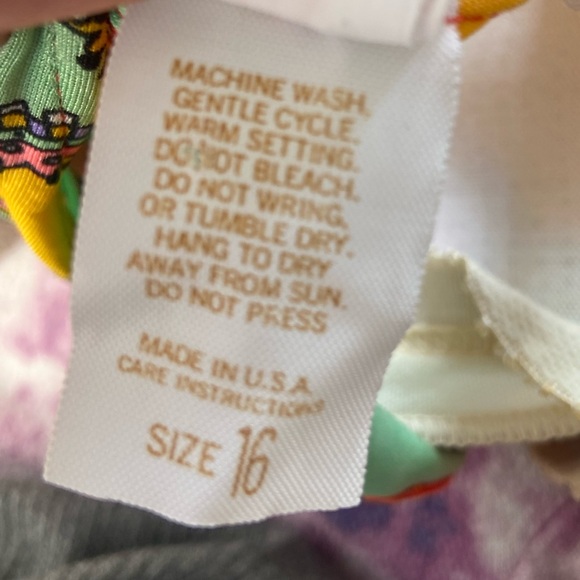 MACHINE WASH,
GENTLE CYCLE.
WARM SETTING.
DO NOT BLEACH.
DO NOT WRING,
OR TUMBLE DRY.
HANG TO DRY
AWAY FROM SUN.
DO NOT PRESS
MADE IN U.S.A.
CARE INSTRUCTIONS
SIZE 16